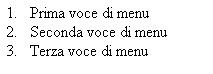 1. Prima voce di menu
2. Seconda voce di menu
3. Terza voce di menu